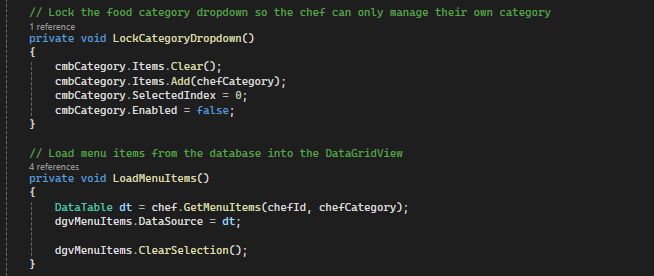 // Lock the food category dropdown so the chef can only manage their own category
1 reference
private void LockCategoryDropdown()
{
cmbCategory.Items.Clear();
cmbCategory.Items.Add(chefCategory);
cmbCategory.SelectedIndex = 0;
cmbCategory.Enabled = false;
}
// Load menu items from the database into the DataGridView
4 references
private void LoadMenuItems()
{
DataTable dt = chef.GetMenuItems(chefId, chefCategory);
dgvMenuItems.DataSource = dt;
dgvMenuItems.ClearSelection();
}